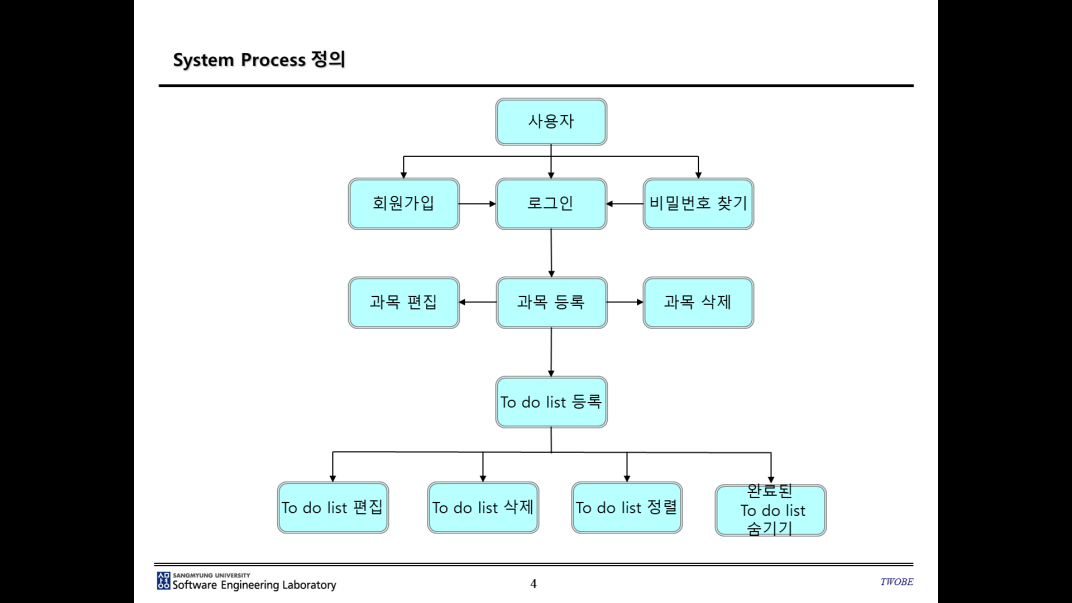 System Process 정의
사용자
회원가입
로그인
비밀번호 찾기
과목 편집
과목 등록
과목 삭제
To do list 등록
To do list 편집
To do list 삭제
To do list 정렬
완료된
To do list
숨기기
SANGMYUNG UNIVERSITY
Software Engineering Laboratory
4
TWOBE